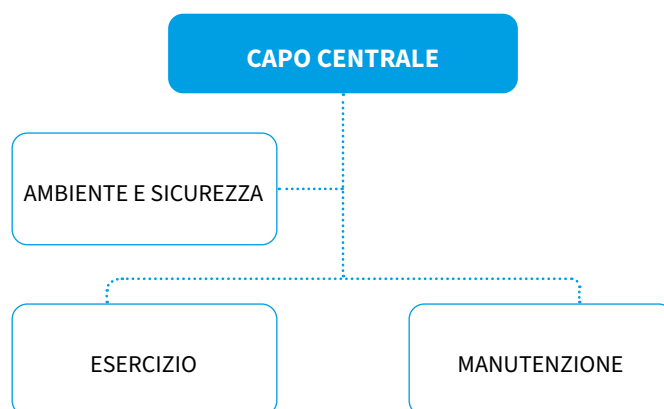 CAPO CENTRALE
AMBIENTE E SICUREZZA
ESERCIZIO
MANUTENZIONE